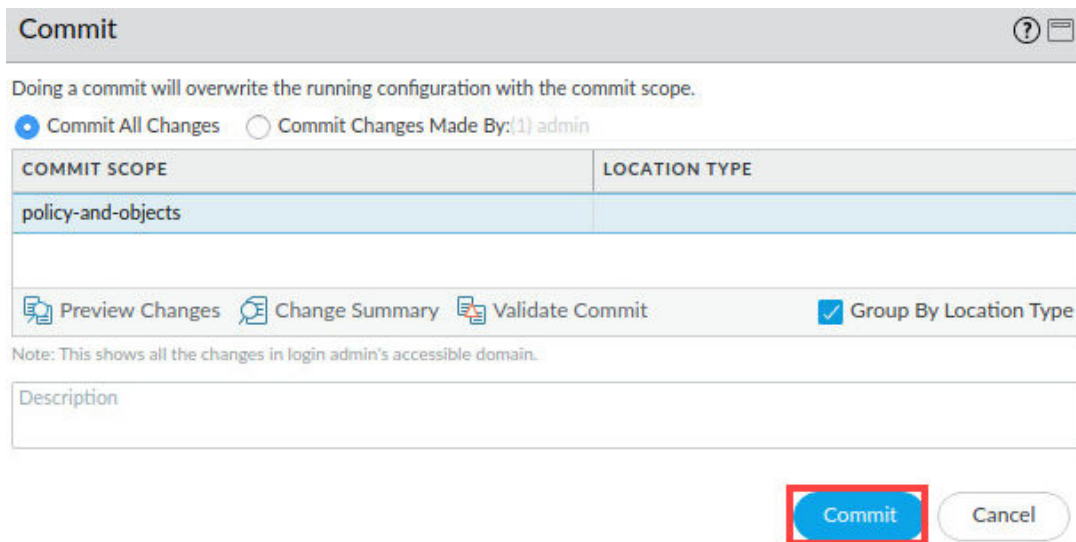 Commit
Doing a commit will overwrite the running configuration with the commit scope.
Commit All Changes Commit Changes Made By:(1) admin
COMMIT SCOPE LOCATION TYPE
policy-and-objects
Preview Changes Change Summary Validate Commit Group By Location Type
Note: This shows all the changes in login admin's accessible domain.
Description
Commit Cancel